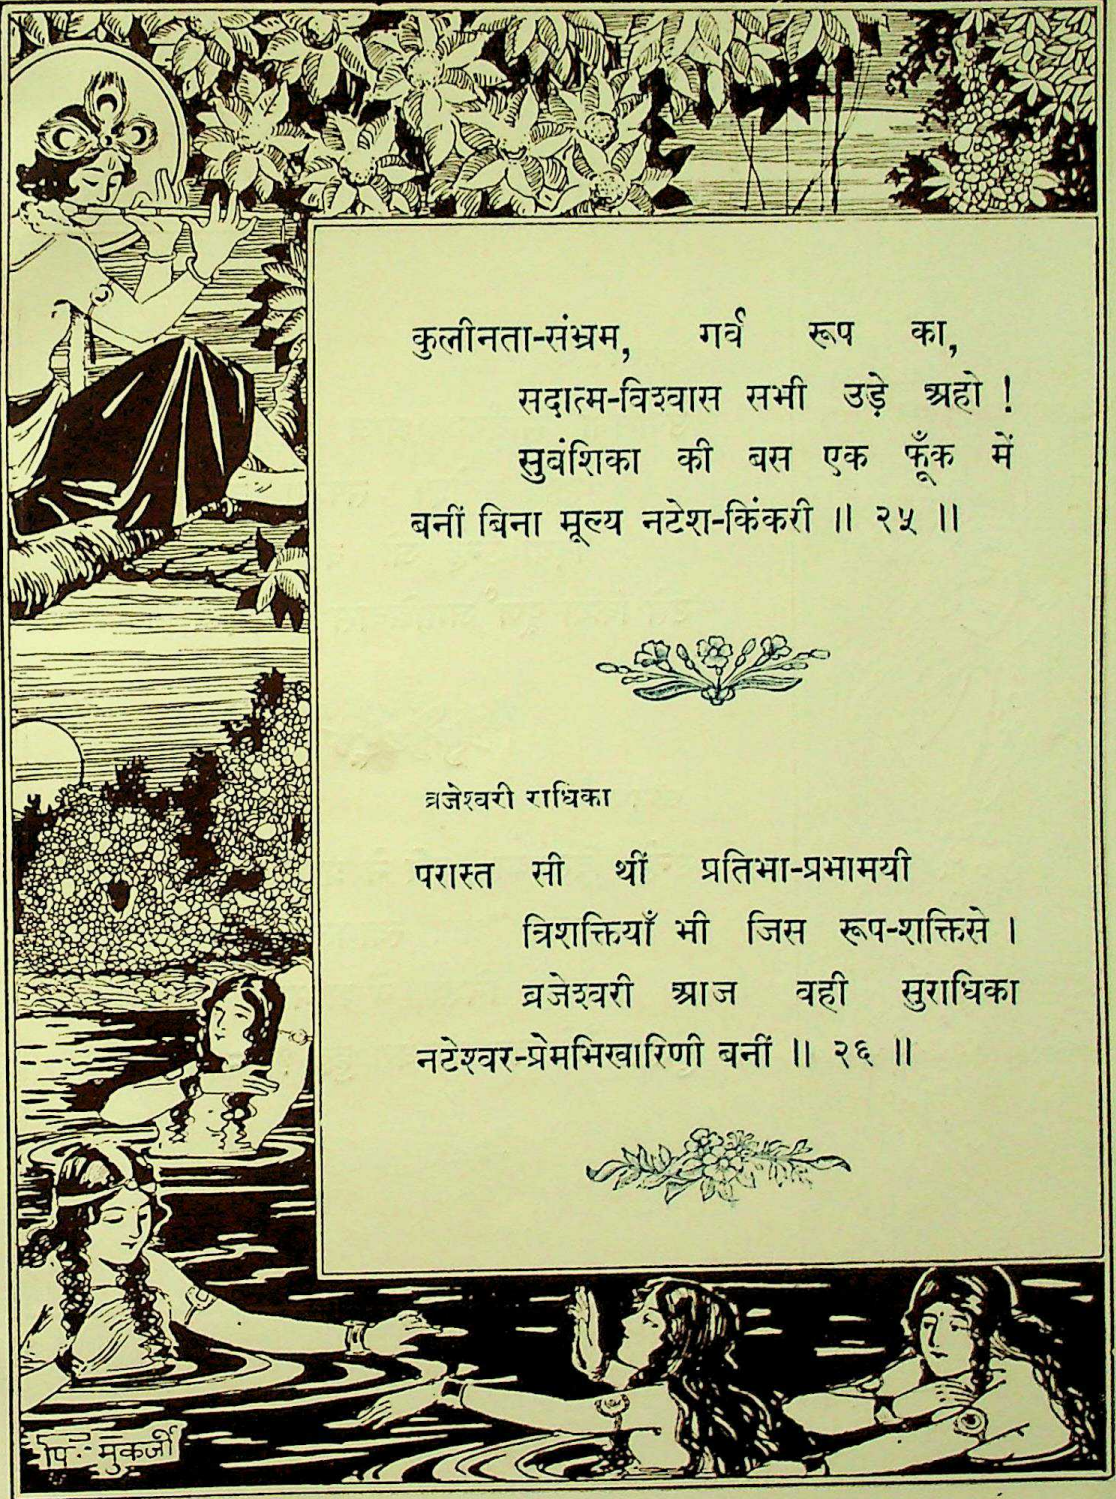 कुलीनता-संभ्रम, गर्व रूप का,
सदात्म-विश्वास सभी उड़े अहो !
सुबंशिका की बस एक फूँक में
बनीं बिना मूल्य नटेश-किंकरी ॥ २५ ॥
व्रजेश्वरी राधिका
परास्त सी थीं प्रतिभा-प्रभामयी
त्रिशक्तियाँ भी जिस रूप-शक्तिसे ।
व्रजेश्वरी आज वही सुराधिका
नटेश्वर-प्रेमभिखारिणी बनीं ॥ २६ ॥
पि. मुकर्जी